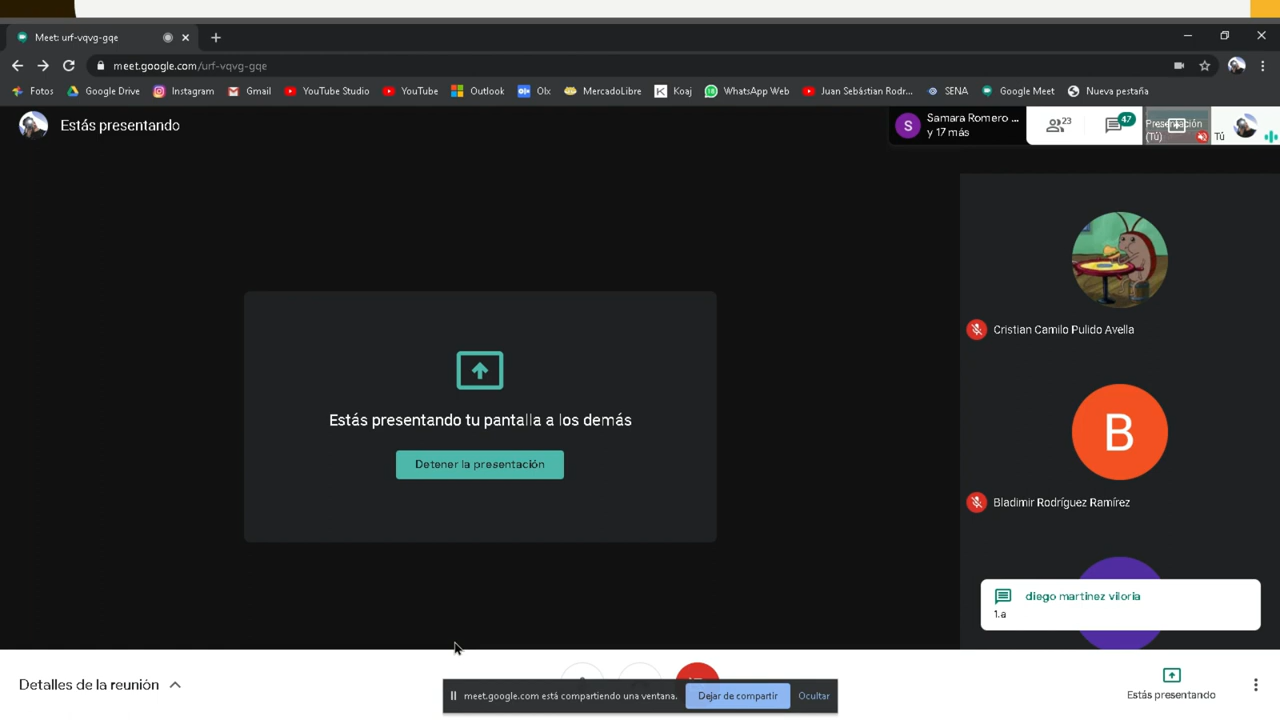 Meet: urf-vqvg-gqe
meet.google.com/urf-vqvg-gqe
Fotos Google Drive Instagram Gmail YouTube Studio YouTube Outlook Olx MercadoLibre Koaj WhatsApp Web Juan Sebástian Rodr... SENA Google Meet Nueva pestaña
Estás presentando
S
Samara Romero ...
y 17 más
23
47
Presentación
(Tú)
Tú
Cristian Camilo Pulido Avella
Estás presentando tu pantalla a los demás
Detener la presentación
B
Bladimir Rodríguez Ramírez
diego martinez viloria
1.a
Detalles de la reunión
meet.google.com está compartiendo una ventana. Dejar de compartir Ocultar
Estás presentando